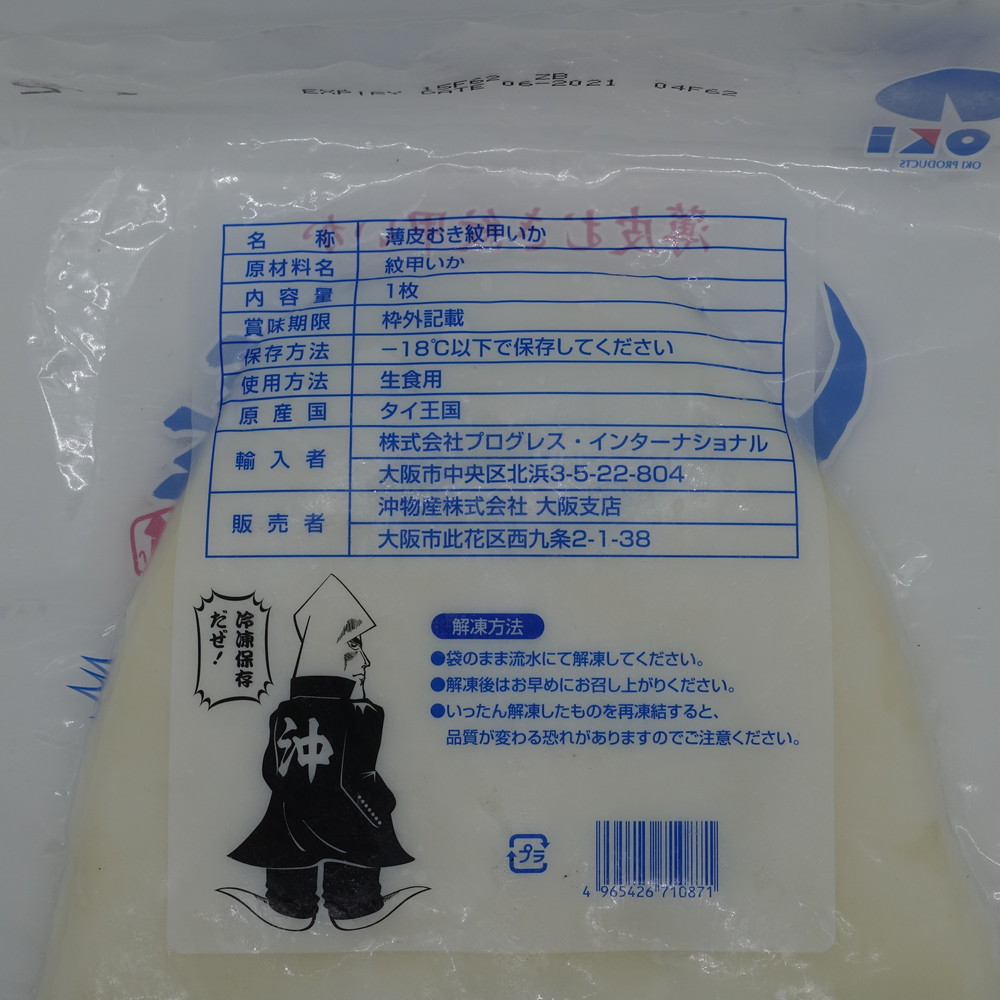 ZB
EXPIRY DATE 06-2021 04F62
15F62
OKI
OKI PRODUCTS
薄皮むき紋甲いか
名称 薄皮むき紋甲いか
原材料名 紋甲いか
内容量 1枚
賞味期限 枠外記載
保存方法 −18℃以下で保存してください
使用方法 生食用
原産国 タイ王国
輸入者 株式会社プログレス・インターナショナル
大阪市中央区北浜3-5-22-804
販売者 沖物産株式会社 大阪支店
大阪市此花区西九条2-1-38
冷凍保存
だぜ!
沖
解凍方法
●袋のまま流水にて解凍してください。
●解凍後はお早めにお召し上がりください。
●いったん解凍したものを再凍結すると、
品質が変わる恐れがありますのでご注意ください。
プラ
4 965426 710871